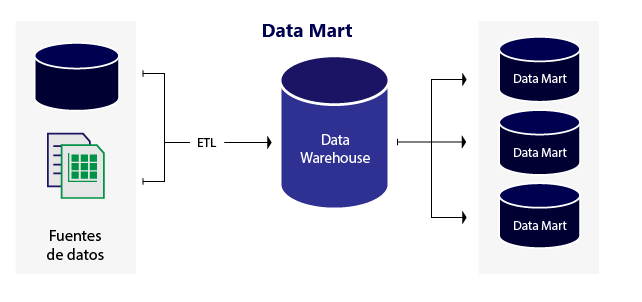 Data Mart
Fuentes
de datos
ETL
Data
Warehouse
Data Mart
Data Mart
Data Mart